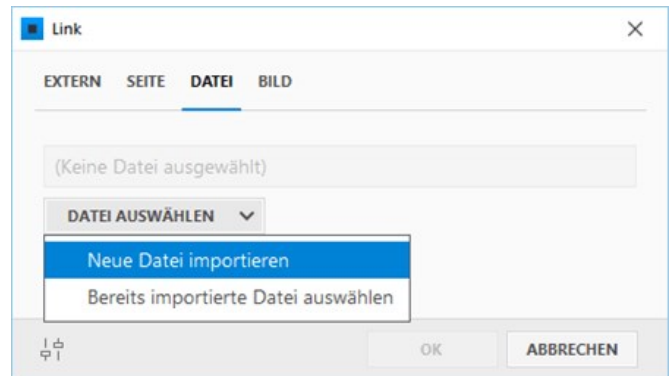 Link
EXTERN SEITE DATEI BILD
(Keine Datei ausgewählt)
DATEI AUSWÄHLEN
Neue Datei importieren
Bereits importierte Datei auswählen
OK ABBRECHEN